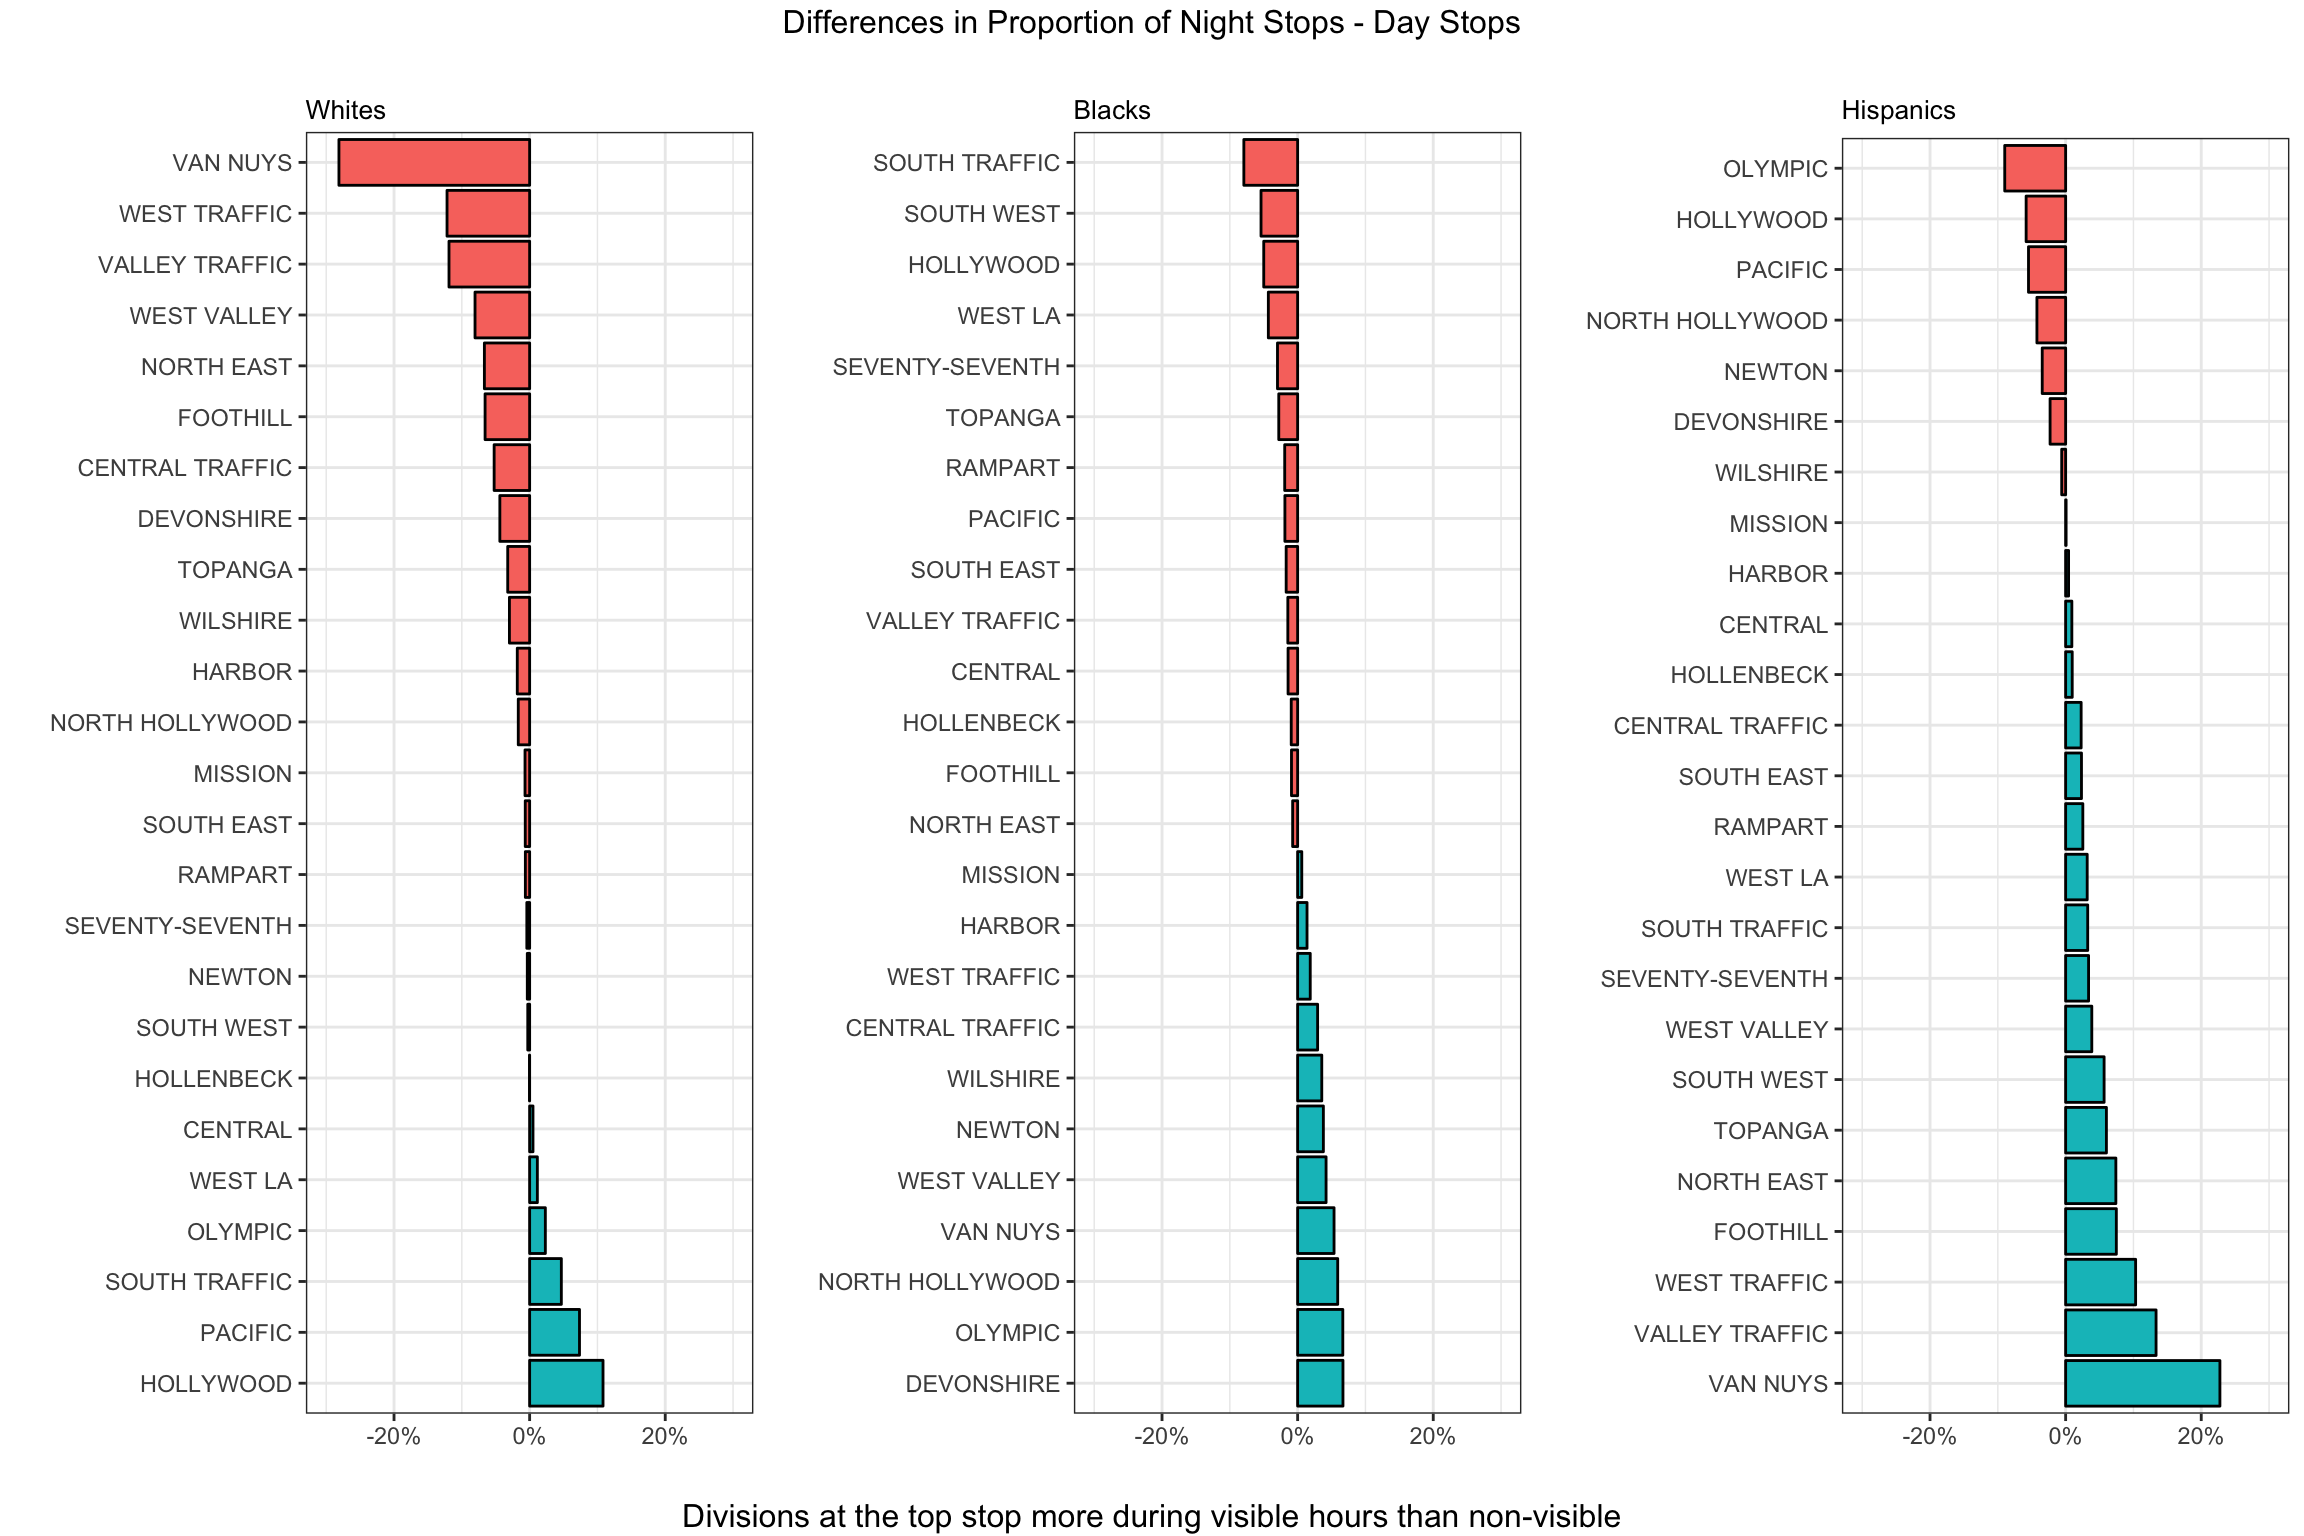 Differences in Proportion of Night Stops - Day Stops
Whites
VAN NUYS
WEST TRAFFIC
VALLEY TRAFFIC
WEST VALLEY
NORTH EAST
FOOTHILL
CENTRAL TRAFFIC
DEVONSHIRE
TOPANGA
WILSHIRE
HARBOR
NORTH HOLLYWOOD
MISSION
SOUTH EAST
RAMPART
SEVENTY-SEVENTH
NEWTON
SOUTH WEST
HOLLENBECK
CENTRAL
WEST LA
OLYMPIC
SOUTH TRAFFIC
PACIFIC
HOLLYWOOD
-20% 0% 20%
Blacks
SOUTH TRAFFIC
SOUTH WEST
HOLLYWOOD
WEST LA
SEVENTY-SEVENTH
TOPANGA
RAMPART
PACIFIC
SOUTH EAST
VALLEY TRAFFIC
CENTRAL
HOLLENBECK
FOOTHILL
NORTH EAST
MISSION
HARBOR
WEST TRAFFIC
CENTRAL TRAFFIC
WILSHIRE
NEWTON
WEST VALLEY
VAN NUYS
NORTH HOLLYWOOD
OLYMPIC
DEVONSHIRE
-20% 0% 20%
Hispanics
OLYMPIC
HOLLYWOOD
PACIFIC
NORTH HOLLYWOOD
NEWTON
DEVONSHIRE
WILSHIRE
MISSION
HARBOR
CENTRAL
HOLLENBECK
CENTRAL TRAFFIC
SOUTH EAST
RAMPART
WEST LA
SOUTH TRAFFIC
SEVENTY-SEVENTH
WEST VALLEY
SOUTH WEST
TOPANGA
NORTH EAST
FOOTHILL
WEST TRAFFIC
VALLEY TRAFFIC
VAN NUYS
-20% 0% 20%
Divisions at the top stop more during visible hours than non-visible